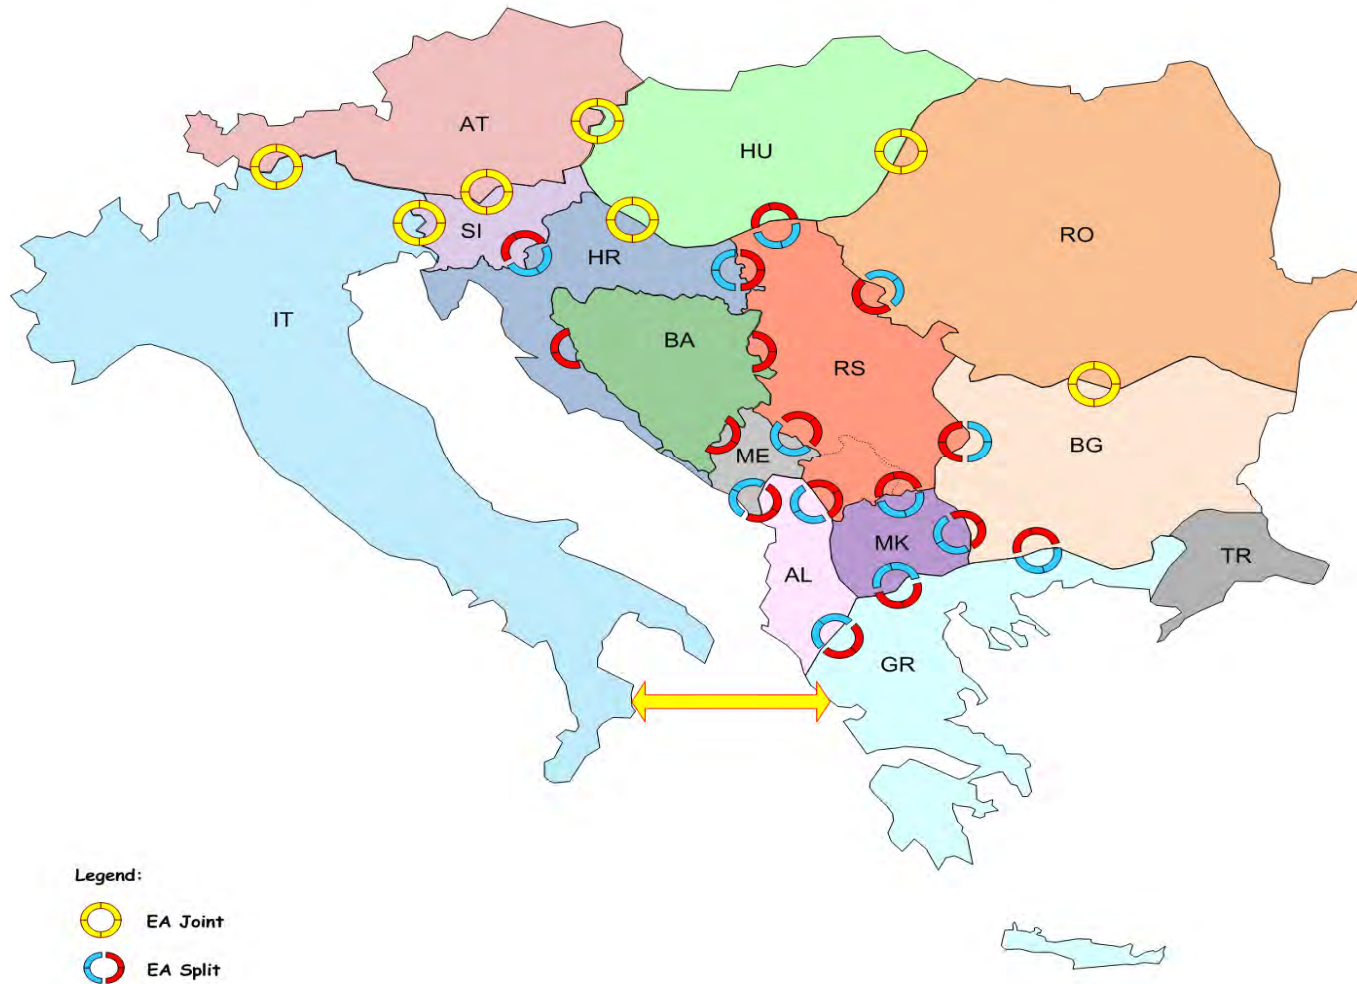 AT
HU
SI
RO
HR
IT
BA
RS
BG
ME
MK
TR
AL
GR
Legend:
EA Joint
EA Split